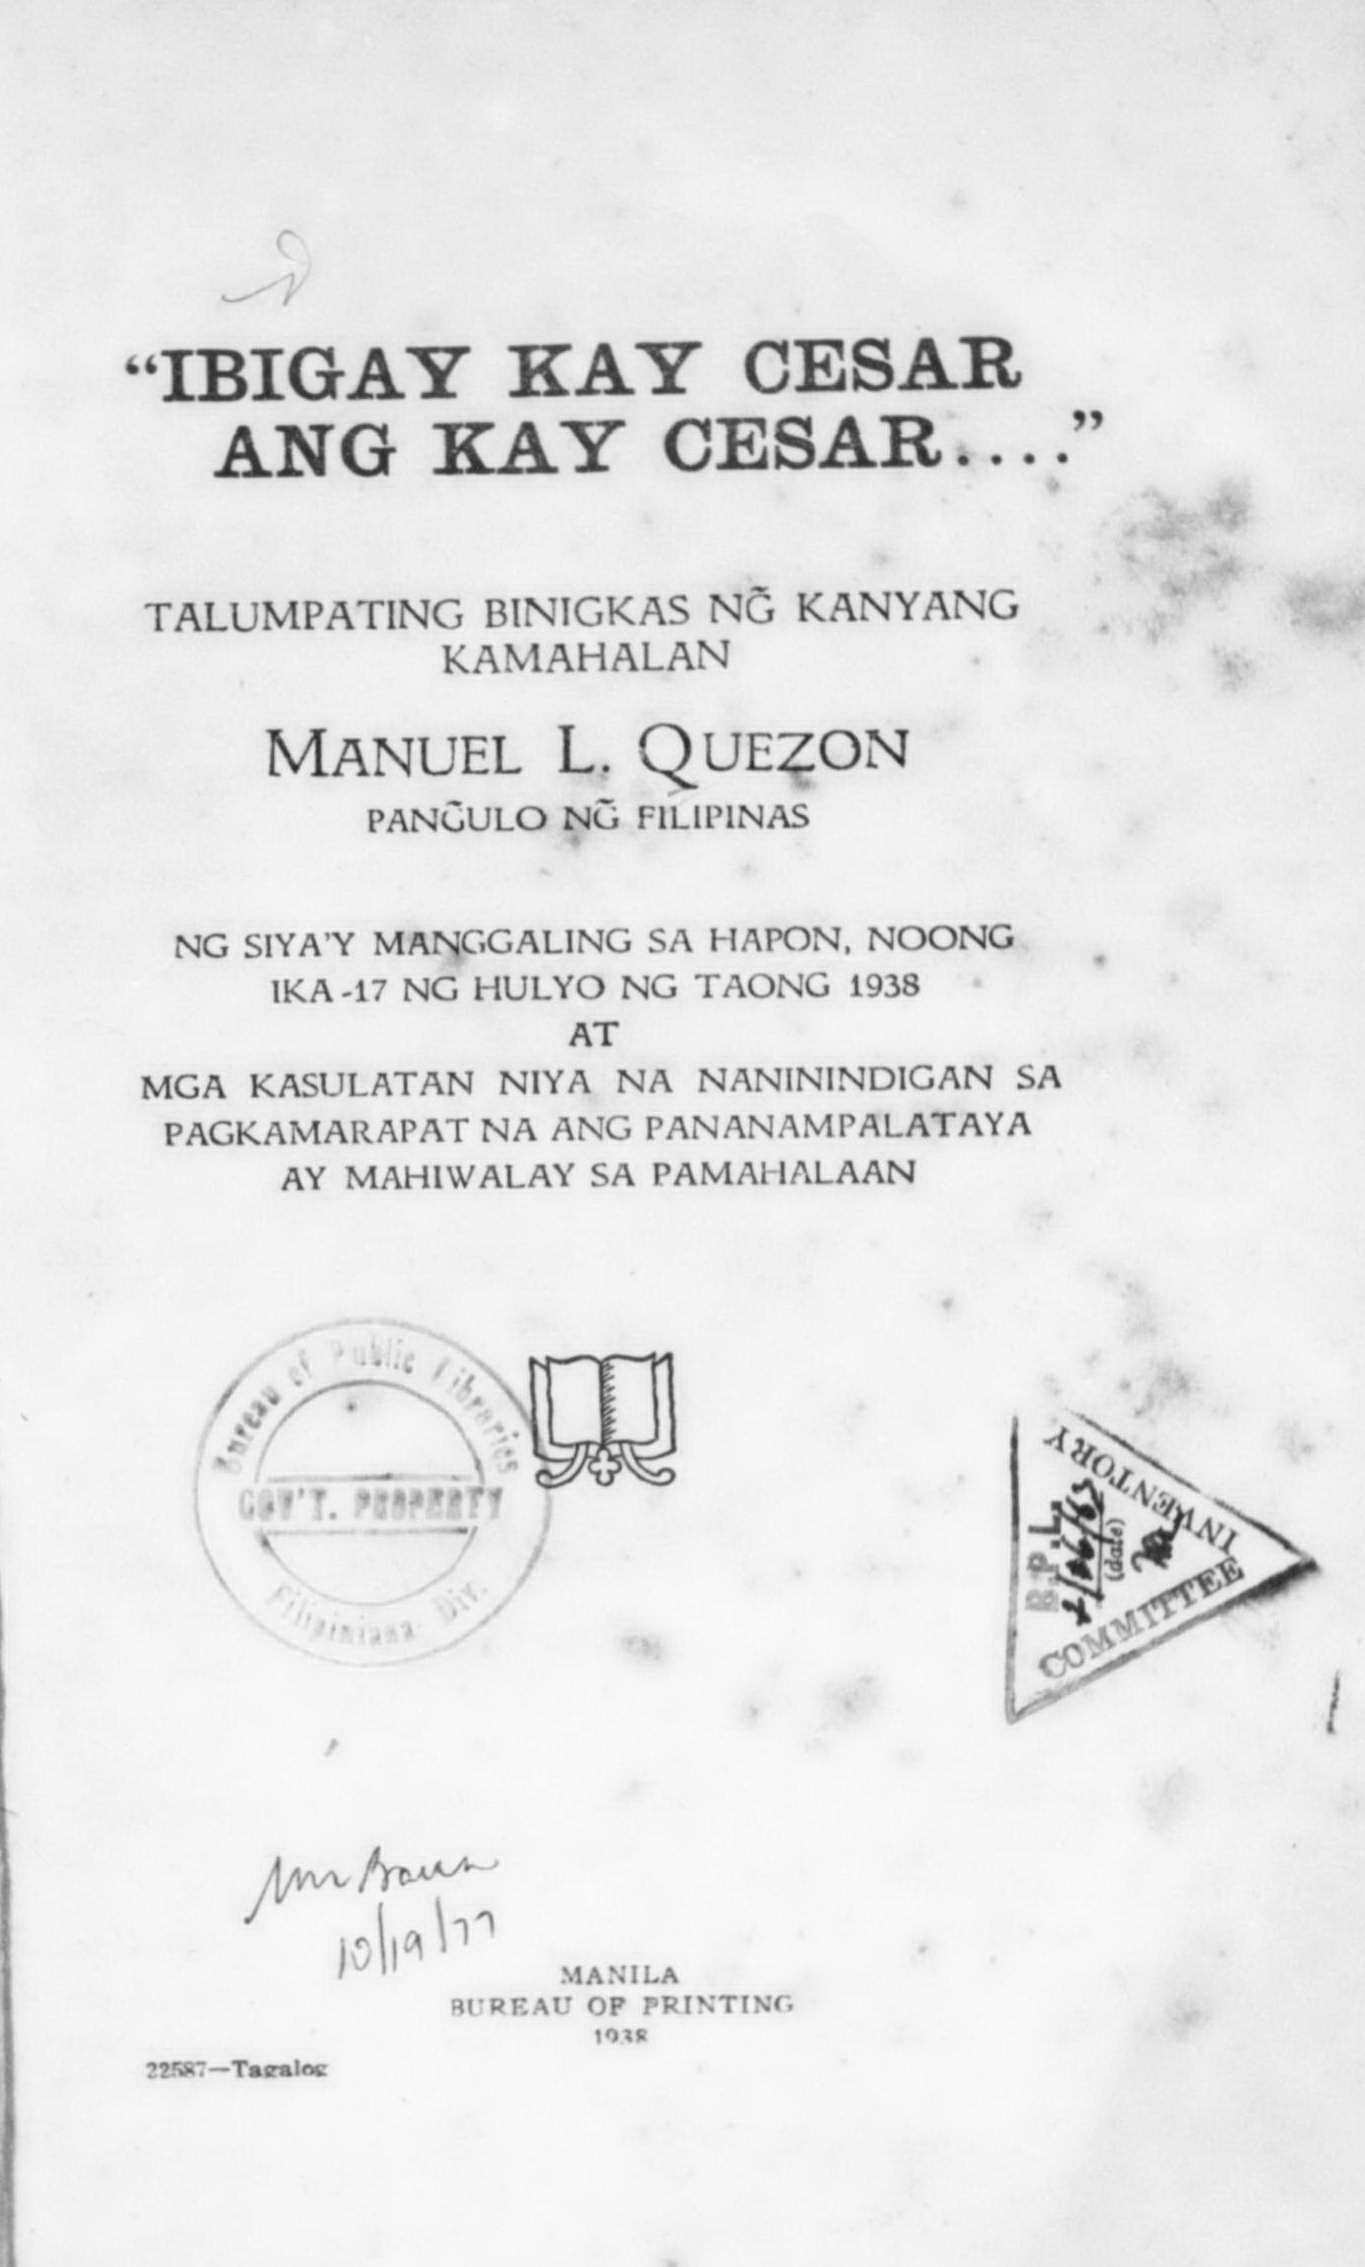 “IBIGAY KAY CESAR
ANG KAY CESAR....”
TALUMPATING BINIGKAS NG̃ KANYANG
KAMAHALAN
MANUEL L. QUEZON
PANG̃ULO NG̃ FILIPINAS
NG SIYA'Y MANGGALING SA HAPON, NOONG
IKA-17 NG HULYO NG TAONG 1938
AT
MGA KASULATAN NIYA NA NANININDIGAN SA
PAGKAMARAPAT NA ANG PANANAMPALATAYA
AY MAHIWALAY SA PAMAHALAAN
Bureau of Public Libraries
GOV'T. PROPERTY
Filipiniana Div.
INVENTORY
B.P.L.
(date)
COMMITTEE
10/19/77
MANILA
BUREAU OF PRINTING
1938
22587—Tagalog